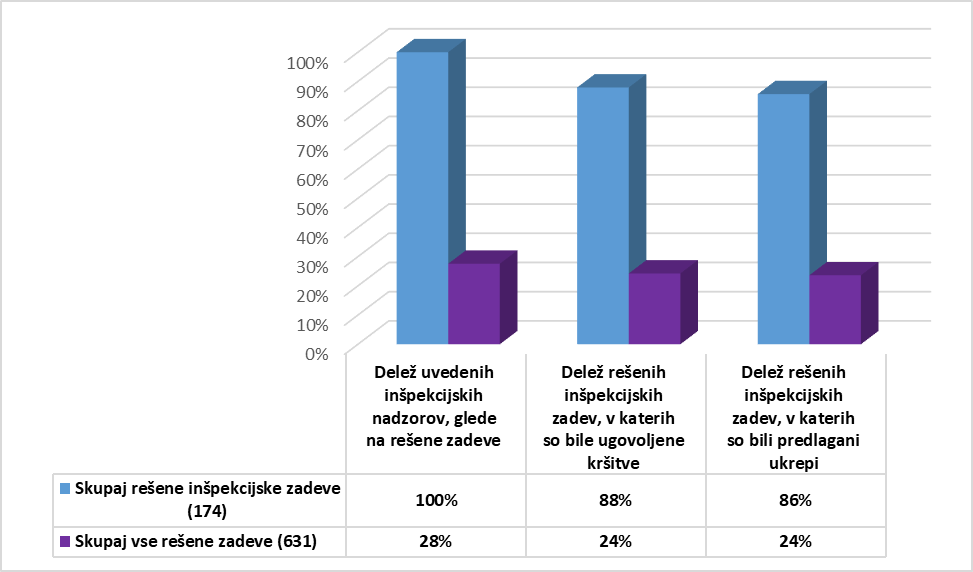 100%
90%
80%
70%
60%
50%
40%
30%
20%
10%
0%
Delež uvedenih
inšpekcijskih
nadzorov, glede
na rešene zadeve
Delež rešenih
inšpekcijskih
zadev, v katerih
so bile ugovoljene
kršitve
Delež rešenih
inšpekcijskih
zadev, v katerih
so bili predlagani
ukrepi
Skupaj rešene inšpekcijske zadeve
(174)
100% 88% 86%
Skupaj vse rešene zadeve (631) 28% 24% 24%